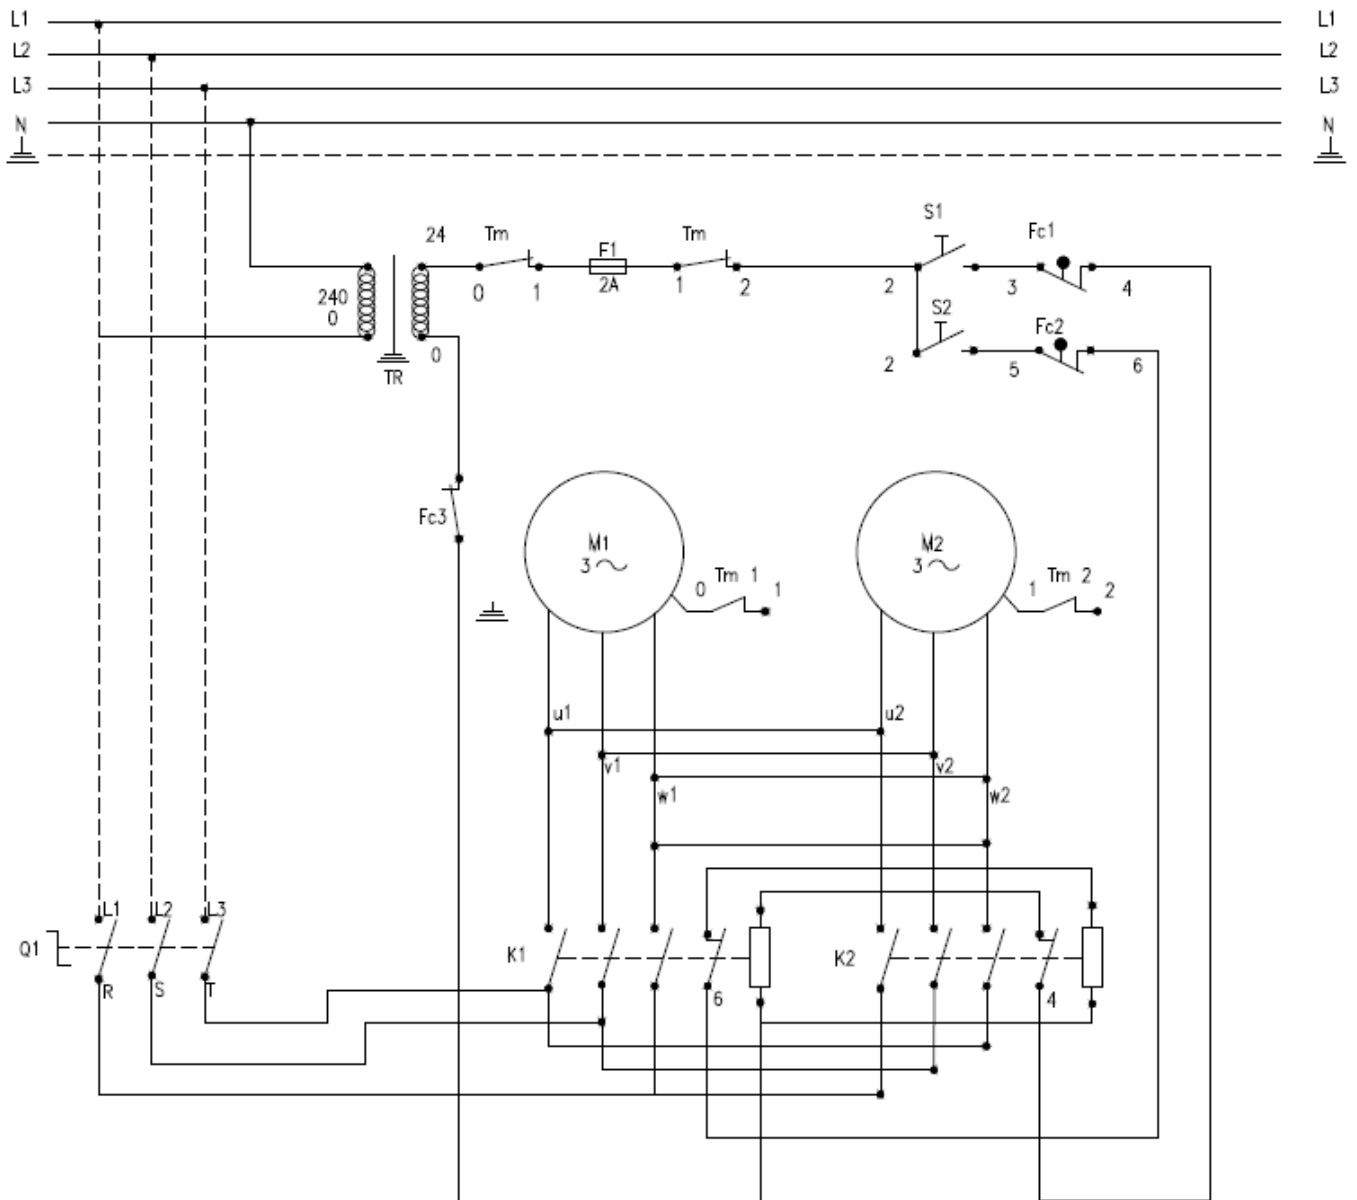 L1 L1
L2 L2
L3 L3
N N
S1
24 Tm F1 Tm Fc1
240
0
0 1 2A 1 2 2 3 4
S2
Fc2
0
TR
2 5 6
Fc3
M1
3
M2
3
0 Tm 1 1
1 Tm 2 2
u1 u2
v1 v2
w1 w2
L1 L2 L3
Q1
K1 K2
R S T
6 4